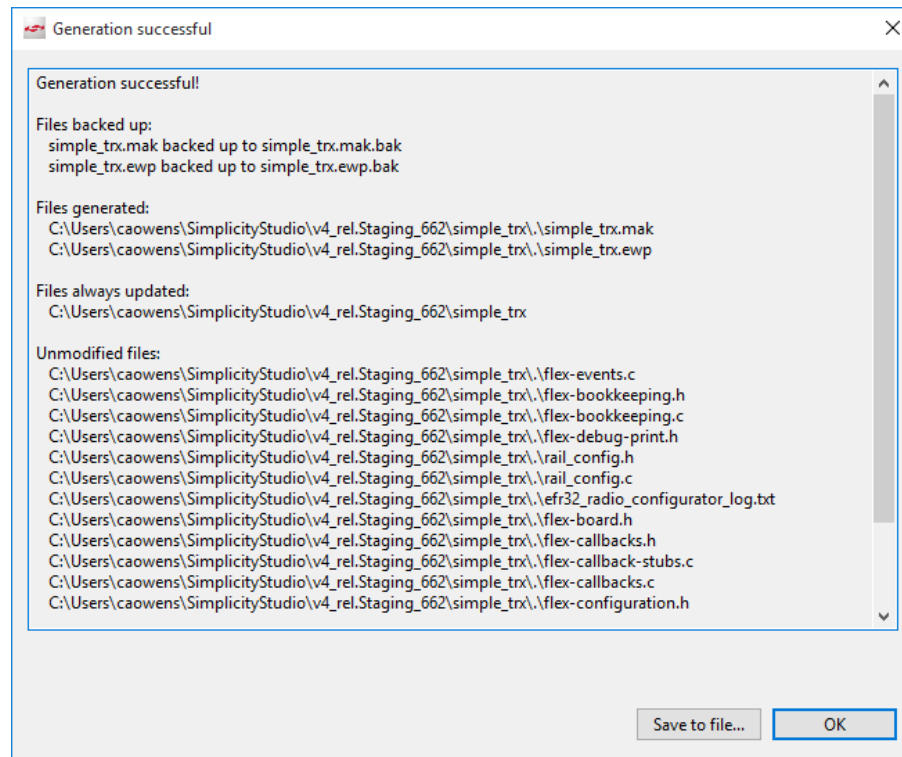 Generation successful
Generation successful!
Files backed up:
simple_trx.mak backed up to simple_trx.mak.bak
simple_trx.ewp backed up to simple_trx.ewp.bak
Files generated:
C:\Users\caowens\SimplicityStudio\v4_rel.Staging_662\simple_trx\.\simple_trx.mak
C:\Users\caowens\SimplicityStudio\v4_rel.Staging_662\simple_trx\.\simple_trx.ewp
Files always updated:
C:\Users\caowens\SimplicityStudio\v4_rel.Staging_662\simple_trx
Unmodified files:
C:\Users\caowens\SimplicityStudio\v4_rel.Staging_662\simple_trx\.\flex-events.c
C:\Users\caowens\SimplicityStudio\v4_rel.Staging_662\simple_trx\.\flex-bookkeeping.h
C:\Users\caowens\SimplicityStudio\v4_rel.Staging_662\simple_trx\.\flex-bookkeeping.c
C:\Users\caowens\SimplicityStudio\v4_rel.Staging_662\simple_trx\.\flex-debug-print.h
C:\Users\caowens\SimplicityStudio\v4_rel.Staging_662\simple_trx\.\rail_config.h
C:\Users\caowens\SimplicityStudio\v4_rel.Staging_662\simple_trx\.\rail_config.c
C:\Users\caowens\SimplicityStudio\v4_rel.Staging_662\simple_trx\.\efr32_radio_configurator_log.txt
C:\Users\caowens\SimplicityStudio\v4_rel.Staging_662\simple_trx\.\flex-board.h
C:\Users\caowens\SimplicityStudio\v4_rel.Staging_662\simple_trx\.\flex-callbacks.h
C:\Users\caowens\SimplicityStudio\v4_rel.Staging_662\simple_trx\.\flex-callback-stubs.c
C:\Users\caowens\SimplicityStudio\v4_rel.Staging_662\simple_trx\.\flex-callbacks.c
C:\Users\caowens\SimplicityStudio\v4_rel.Staging_662\simple_trx\.\flex-configuration.h
Save to file...
OK